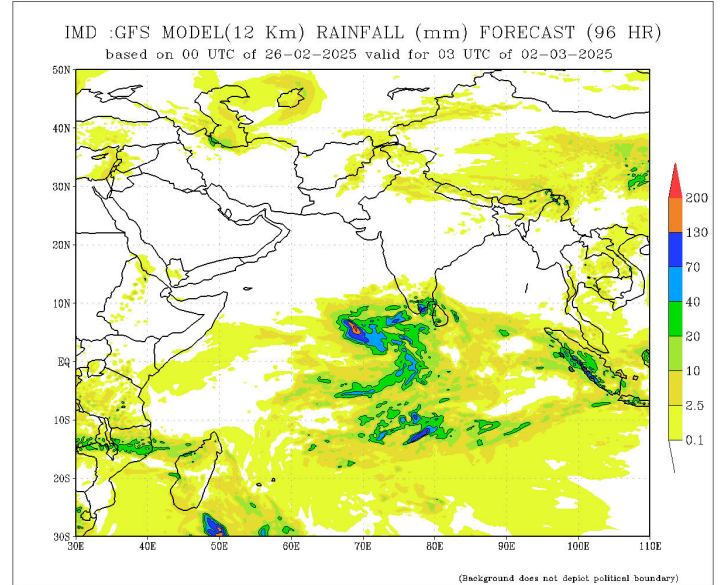 IMD :GFS MODEL(12 Km) RAINFALL (mm) FORECAST (96 HR)
based on 00 UTC of 26-02-2025 valid for 03 UTC of 02-03-2025
50N
40N
30N
20N
10N
EQ
10S
20S
30S
30E 40E 50E 60E 70E 80E 90E 100E 110E
200
130
70
40
20
10
2.5
0.1
(Background does not depict political boundary)